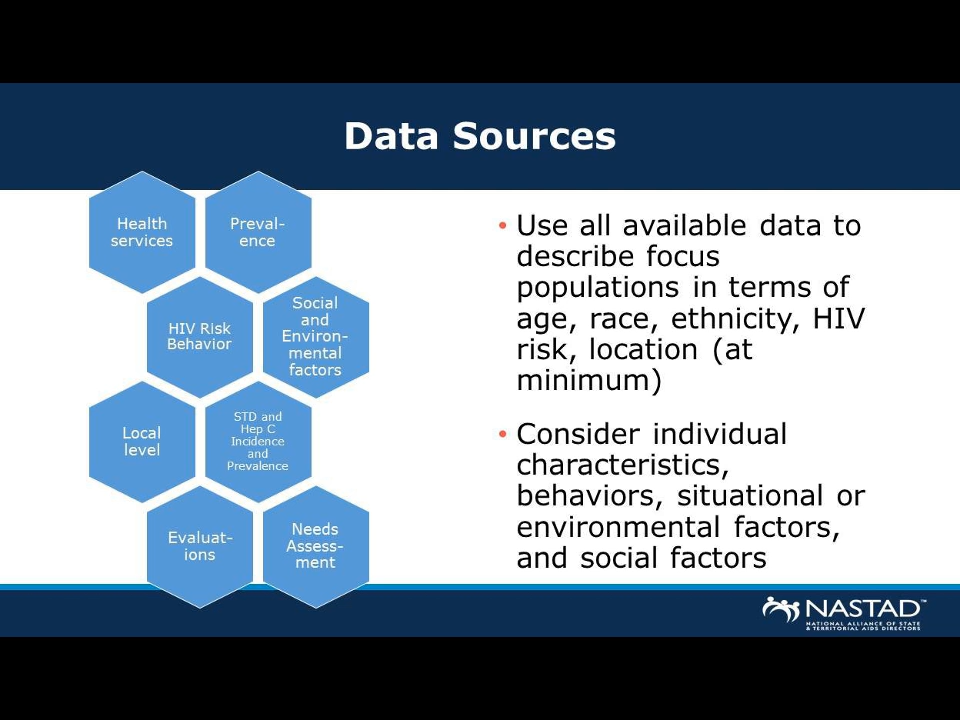 Data Sources
Health
services
Preval-
ence
HIV Risk
Behavior
Social
and
Environ-
mental
factors
Local
level
STD and
Hep C
Incidence
and
Prevalence
Evaluat-
ions
Needs
Assess-
ment
• Use all available data to
describe focus
populations in terms of
age, race, ethnicity, HIV
risk, location (at
minimum)
• Consider individual
characteristics,
behaviors, situational or
environmental factors,
and social factors
NASTAD™
NATIONAL ALLIANCE OF STATE
& TERRITORIAL AIDS DIRECTORS